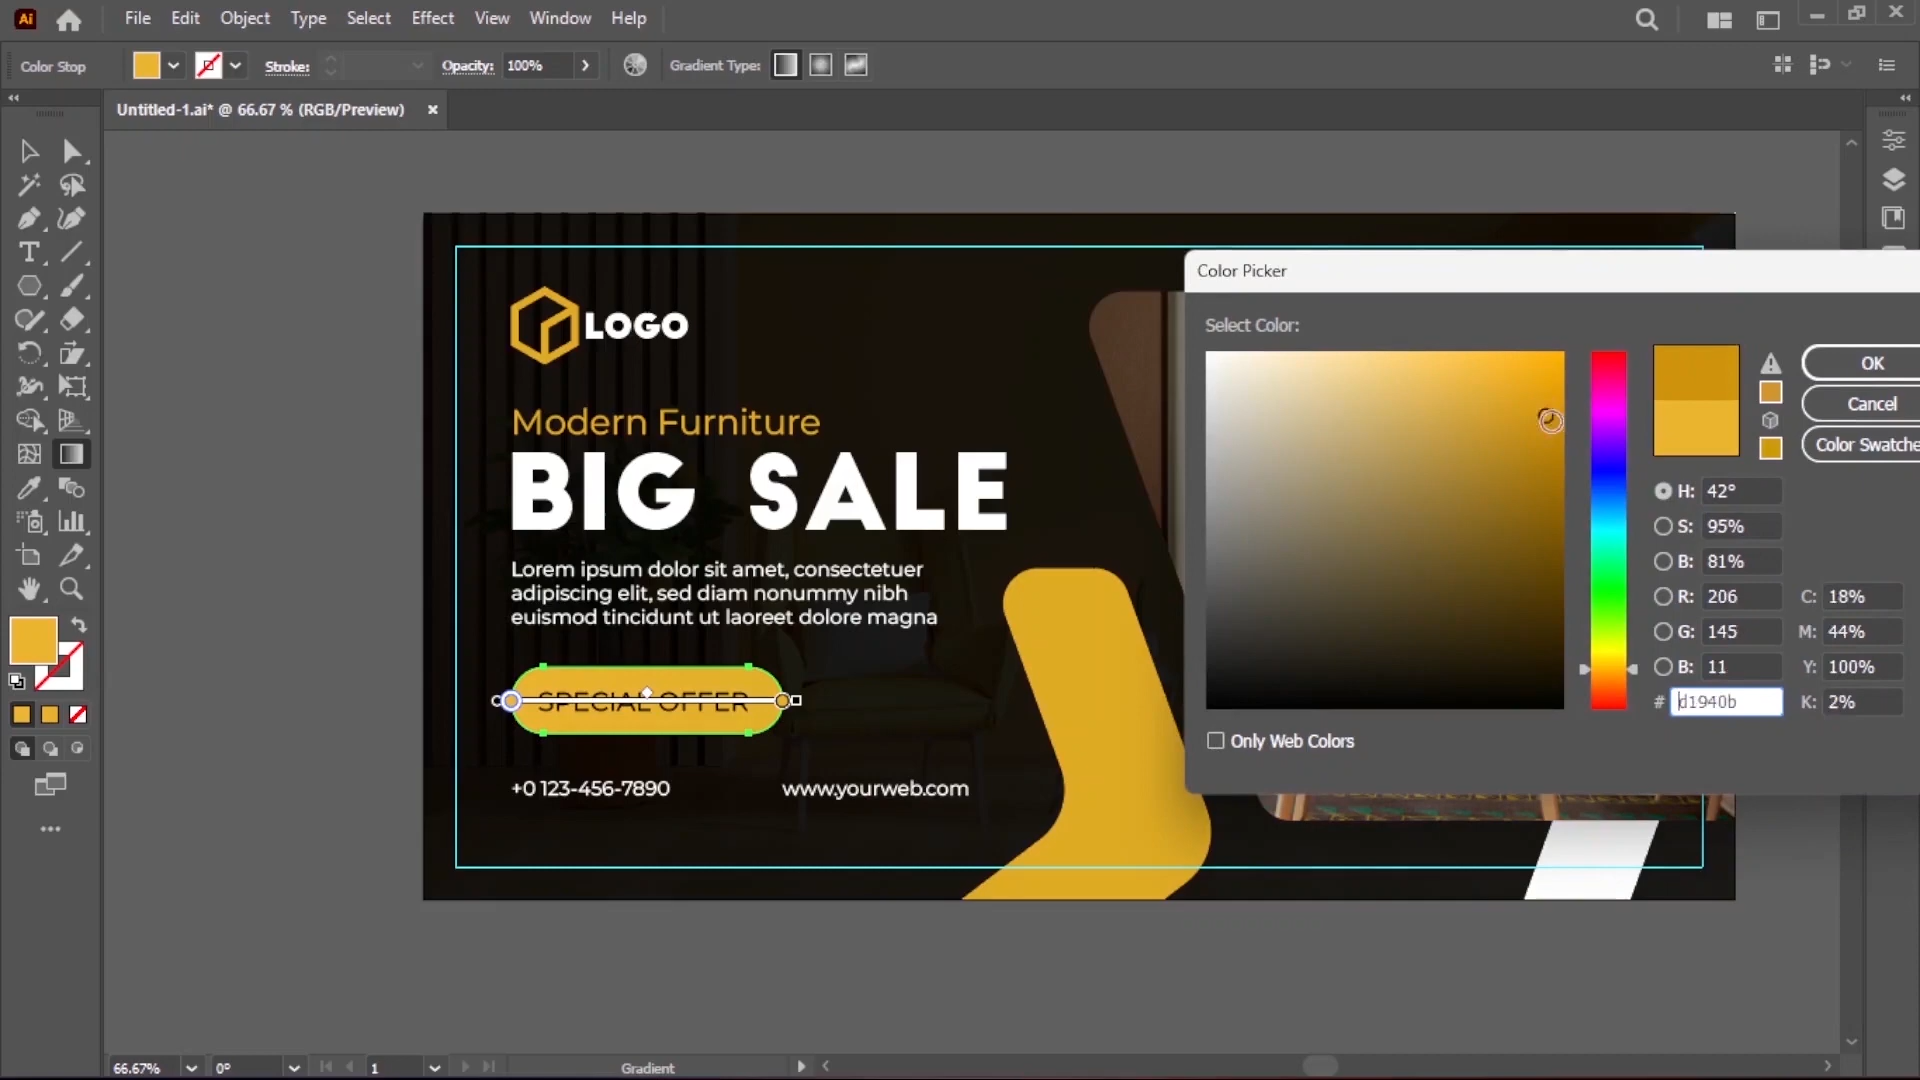 Ai
File Edit Object Type Select Effect View Window Help
Color Stop Stroke: Opacity: 100% Gradient Type:
Untitled-1.ai* @ 66.67 % (RGB/Preview) ×
LOGO
Modern Furniture
BIG SALE
Lorem ipsum dolor sit amet, consectetuer
adipiscing elit, sed diam nonummy nibh
euismod tincidunt ut laoreet dolore magna
SPECIAL OFFER
+0 123-456-7890 www.yourweb.com
Color Picker
Select Color:
OK
Cancel
Color Swatche
H: 42°
S: 95%
B: 81%
R: 206 C: 18%
G: 145 M: 44%
B: 11 Y: 100%
# d1940b K: 2%
Only Web Colors
66.67% 0° 1 Gradient